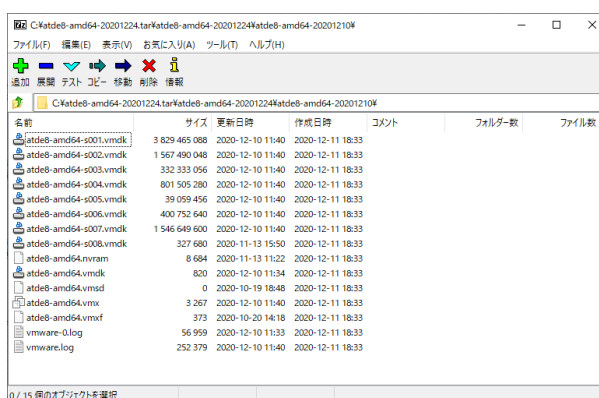 7z C:¥atde8-amd64-20201224.tar¥atde8-amd64-20201224¥atde8-amd64-20201210¥
ファイル(F) 編集(E) 表示(V) お気に入り(A) ツール(T) ヘルプ(H)
追加 展開 テスト コピー 移動 削除 情報
C:¥atde8-amd64-20201224.tar¥atde8-amd64-20201224¥atde8-amd64-20201210¥
名前 サイズ 更新日時 作成日時 コメント フォルダー数 ファイル数
atde8-amd64-s001.vmdk 3 829 465 088 2020-12-10 11:40 2020-12-11 18:33
atde8-amd64-s002.vmdk 1 567 490 048 2020-12-10 11:40 2020-12-11 18:33
atde8-amd64-s003.vmdk 332 333 056 2020-12-10 11:40 2020-12-11 18:33
atde8-amd64-s004.vmdk 801 505 280 2020-12-10 11:40 2020-12-11 18:33
atde8-amd64-s005.vmdk 39 059 456 2020-12-10 11:40 2020-12-11 18:33
atde8-amd64-s006.vmdk 400 752 640 2020-12-10 11:40 2020-12-11 18:33
atde8-amd64-s007.vmdk 1 546 649 600 2020-12-10 11:40 2020-12-11 18:33
atde8-amd64-s008.vmdk 327 680 2020-11-13 15:50 2020-12-11 18:33
atde8-amd64.nvram 8 684 2020-11-13 11:22 2020-12-11 18:33
atde8-amd64.vmdk 820 2020-12-10 11:34 2020-12-11 18:33
atde8-amd64.vmsd 0 2020-10-19 18:48 2020-12-11 18:33
atde8-amd64.vmx 3 267 2020-12-10 11:40 2020-12-11 18:33
atde8-amd64.vmxf 373 2020-10-20 14:18 2020-12-11 18:33
vmware-0.log 56 959 2020-12-10 11:33 2020-12-11 18:33
vmware.log 252 379 2020-12-10 11:40 2020-12-11 18:33
0 / 15 個のオブジェクトを選択